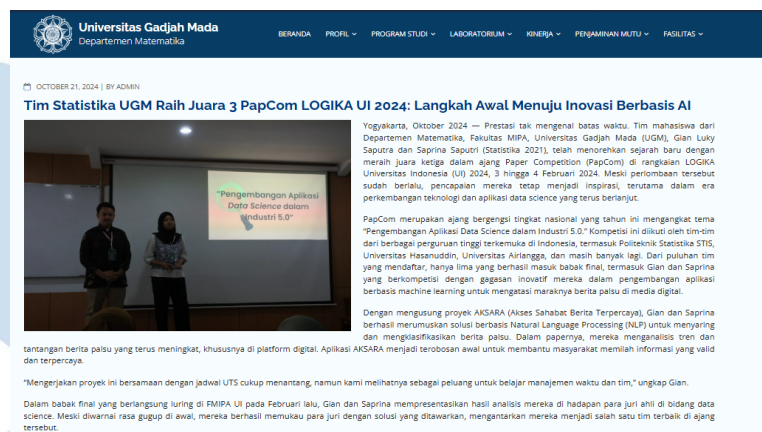 Universitas Gadjah Mada
Departemen Matematika
BERANDA PROFIL PROGRAM STUDI LABORATORIUM KINERJA PENJAMINAN MUTU FASILITAS
OCTOBER 21, 2024 | BY ADMIN
Tim Statistika UGM Raih Juara 3 PapCom LOGIKA UI 2024: Langkah Awal Menuju Inovasi Berbasis AI
"Pengembangan Aplikasi
Data Science dalam
Industri 5.0"
Yogyakarta, Oktober 2024 — Prestasi tak mengenal batas waktu. Tim mahasiswa dari
Departemen Matematika, Fakultas MIPA, Universitas Gadjah Mada (UGM), Gian Luky
Saputra dan Saprina Saputri (Statistika 2021), telah menorehkan sejarah baru dengan
meraih juara ketiga dalam ajang Paper Competition (PapCom) di rangkaian LOGIKA
Universitas Indonesia (UI) 2024, 3 hingga 4 Februari 2024. Meski perlombaan tersebut
sudah berlalu, pencapaian mereka tetap menjadi inspirasi, terutama dalam era
perkembangan teknologi dan aplikasi data science yang terus berlanjut.
PapCom merupakan ajang bergengsi tingkat nasional yang tahun ini mengangkat tema
"Pengembangan Aplikasi Data Science dalam Industri 5.0." Kompetisi ini diikuti oleh tim-tim
dari berbagai perguruan tinggi terkemuka di Indonesia, termasuk Politeknik Statistika STIS,
Universitas Hasanuddin, Universitas Airlangga, dan masih banyak lagi. Dari puluhan tim
yang mendaftar, hanya lima yang berhasil masuk babak final, termasuk Gian dan Saprina
yang berkompetisi dengan gagasan inovatif mereka dalam pengembangan aplikasi
berbasis machine learning untuk mengatasi maraknya berita palsu di media digital.
Dengan mengusung proyek AKSARA (Akses Sahabat Berita Terpercaya), Gian dan Saprina
berhasil merumuskan solusi berbasis Natural Language Processing (NLP) untuk menyaring
dan mengklasifikasikan berita palsu. Dalam papernya, mereka menganalisis tren dan
tantangan berita palsu yang terus meningkat, khususnya di platform digital. Aplikasi AKSARA menjadi terobosan awal untuk membantu masyarakat memilah informasi yang valid
dan terpercaya.
"Mengerjakan proyek ini bersamaan dengan jadwal UTS cukup menantang, namun kami melihatnya sebagai peluang untuk belajar manajemen waktu dan tim," ungkap Gian.
Dalam babak final yang berlangsung luring di FMIPA UI pada Februari lalu, Gian dan Saprina mempresentasikan hasil analisis mereka di hadapan para juri ahli di bidang data
science. Meski diwarnai rasa gugup di awal, mereka berhasil memukau para juri dengan solusi yang ditawarkan, mengantarkan mereka menjadi salah satu tim terbaik di ajang
tersebut.